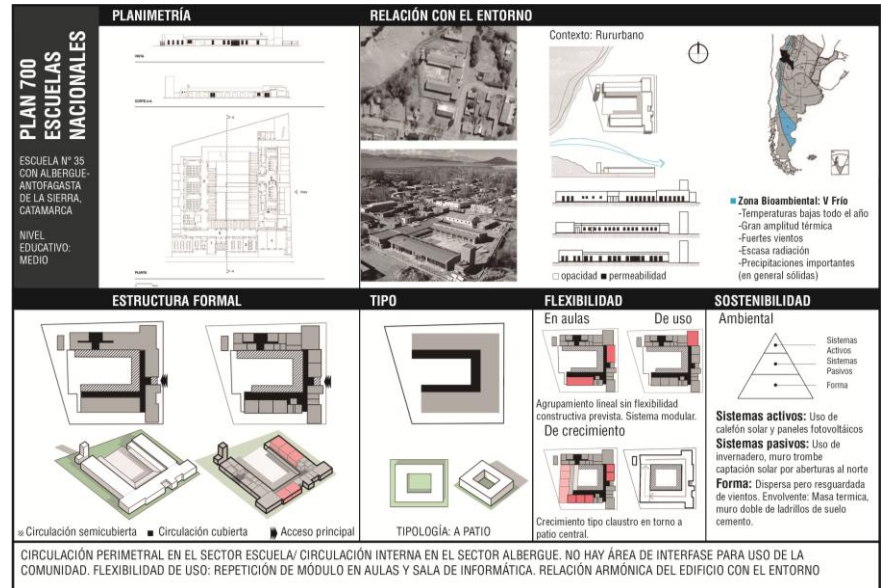 PLAN 700
ESCUELAS
NACIONALES
ESCUELA Nº 35
CON ALBERGUE-
ANTOFAGASTA
DE LA SIERRA,
CATAMARCA
NIVEL
EDUCATIVO:
MEDIO
PLANIMETRÍA
RELACIÓN CON EL ENTORNO
Contexto: Rururbano
□ opacidad ■ permeabilidad
Zona Bioambiental: V Frío
-Temperaturas bajas todo el año
-Gran amplitud térmica
-Fuertes vientos
-Escasa radiación
-Precipitaciones importantes
(en general sólidas)
ESTRUCTURA FORMAL
Circulación semicubierta ■ Circulación cubierta Acceso principal
TIPO
TIPOLOGÍA: A PATIO
FLEXIBILIDAD
En aulas De uso
Agrupamiento lineal sin flexibilidad
constructiva prevista. Sistema modular.
De crecimiento
Crecimiento tipo claustro en torno a
patio central.
SOSTENIBILIDAD
Ambiental
Sistemas
Activos
Sistemas
Pasivos
Forma
Sistemas activos: Uso de
calefón solar y paneles fotovoltáicos
Sistemas pasivos: Uso de
invernadero, muro trombe
captación solar por aberturas al norte
Forma: Dispersa pero resguardada
de vientos. Envolvente: Masa termica,
muro doble de ladrillos de suelo
cemento.
CIRCULACIÓN PERIMETRAL EN EL SECTOR ESCUELA/ CIRCULACIÓN INTERNA EN EL SECTOR ALBERGUE. NO HAY ÁREA DE INTERFASE PARA USO DE LA
COMUNIDAD. FLEXIBILIDAD DE USO: REPETICIÓN DE MÓDULO EN AULAS Y SALA DE INFORMÁTICA. RELACIÓN ARMÓNICA DEL EDIFICIO CON EL ENTORNO